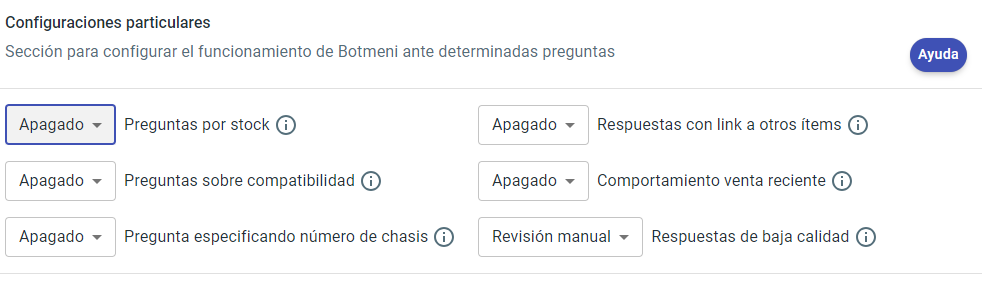 Configuraciones particulares
Sección para configurar el funcionamiento de Botmeni ante determinadas preguntas
Ayuda
Apagado Preguntas por stock
Apagado Respuestas con link a otros ítems
Apagado Preguntas sobre compatibilidad
Apagado Comportamiento venta reciente
Apagado Pregunta especificando número de chasis
Revisión manual Respuestas de baja calidad